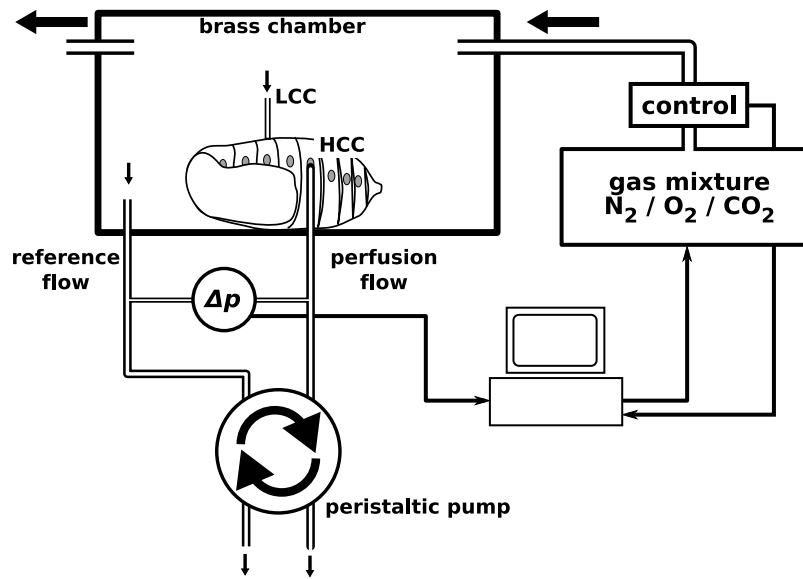 brass chamber
LCC
HCC
control
gas mixture
N₂ / O₂ / CO₂
reference
flow
perfusion
flow
Δp
peristaltic pump